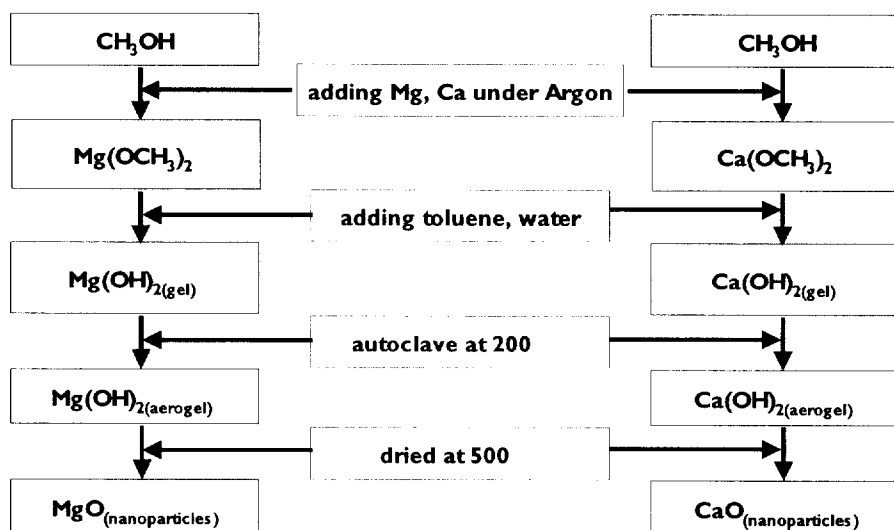 CH₃OH
CH₃OH
adding Mg, Ca under Argon
Mg(OCH₃)₂
Ca(OCH₃)₂
adding toluene, water
Mg(OH)₂(gel)
Ca(OH)₂(gel)
autoclave at 200
Mg(OH)₂(aerogel)
Ca(OH)₂(aerogel)
dried at 500
MgO(nanoparticles)
CaO(nanoparticles)